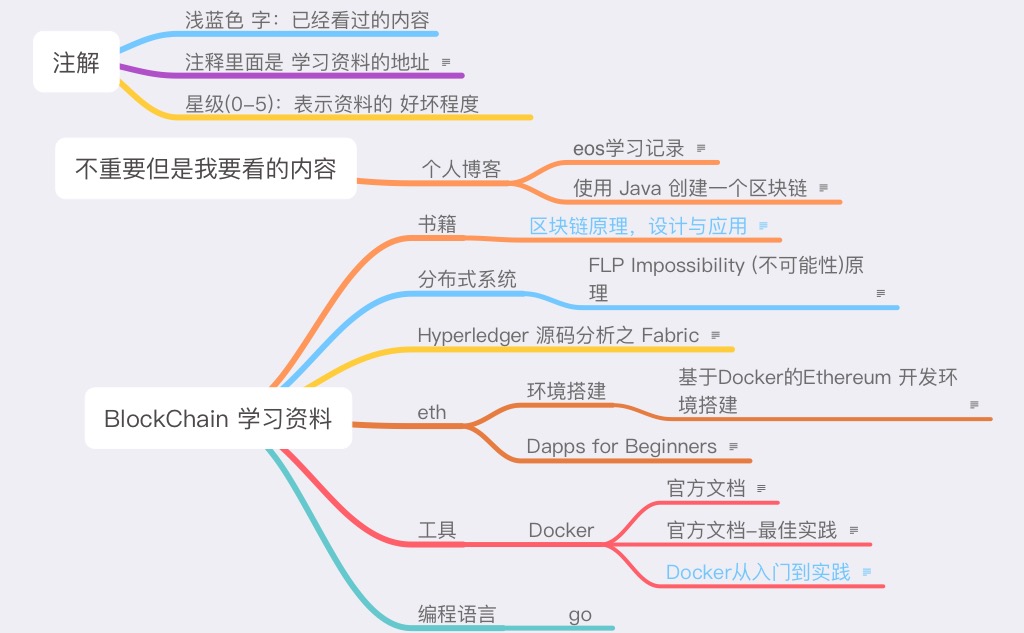 浅蓝色 字：已经看过的内容
注解
注释里面是 学习资料的地址
星级(0-5)：表示资料的 好坏程度
不重要但是我要看的内容
个人博客
eos学习记录
使用 Java 创建一个区块链
书籍
区块链原理，设计与应用
分布式系统
FLP Impossibility (不可能性)原
理
Hyperledger 源码分析之 Fabric
BlockChain 学习资料
eth
环境搭建
基于Docker的Ethereum 开发环
境搭建
Dapps for Beginners
工具
Docker
官方文档
官方文档-最佳实践
Docker从入门到实践
编程语言
go